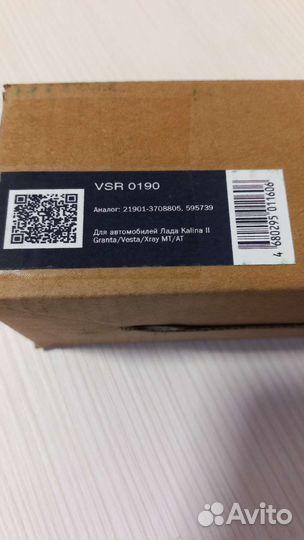 VSR 0190
Аналог: 21901-3708805, 595739
Для автомобилей Лада Kalina II
Granta/Vesta/Xray MT/AT
4 680295 011606
Avito